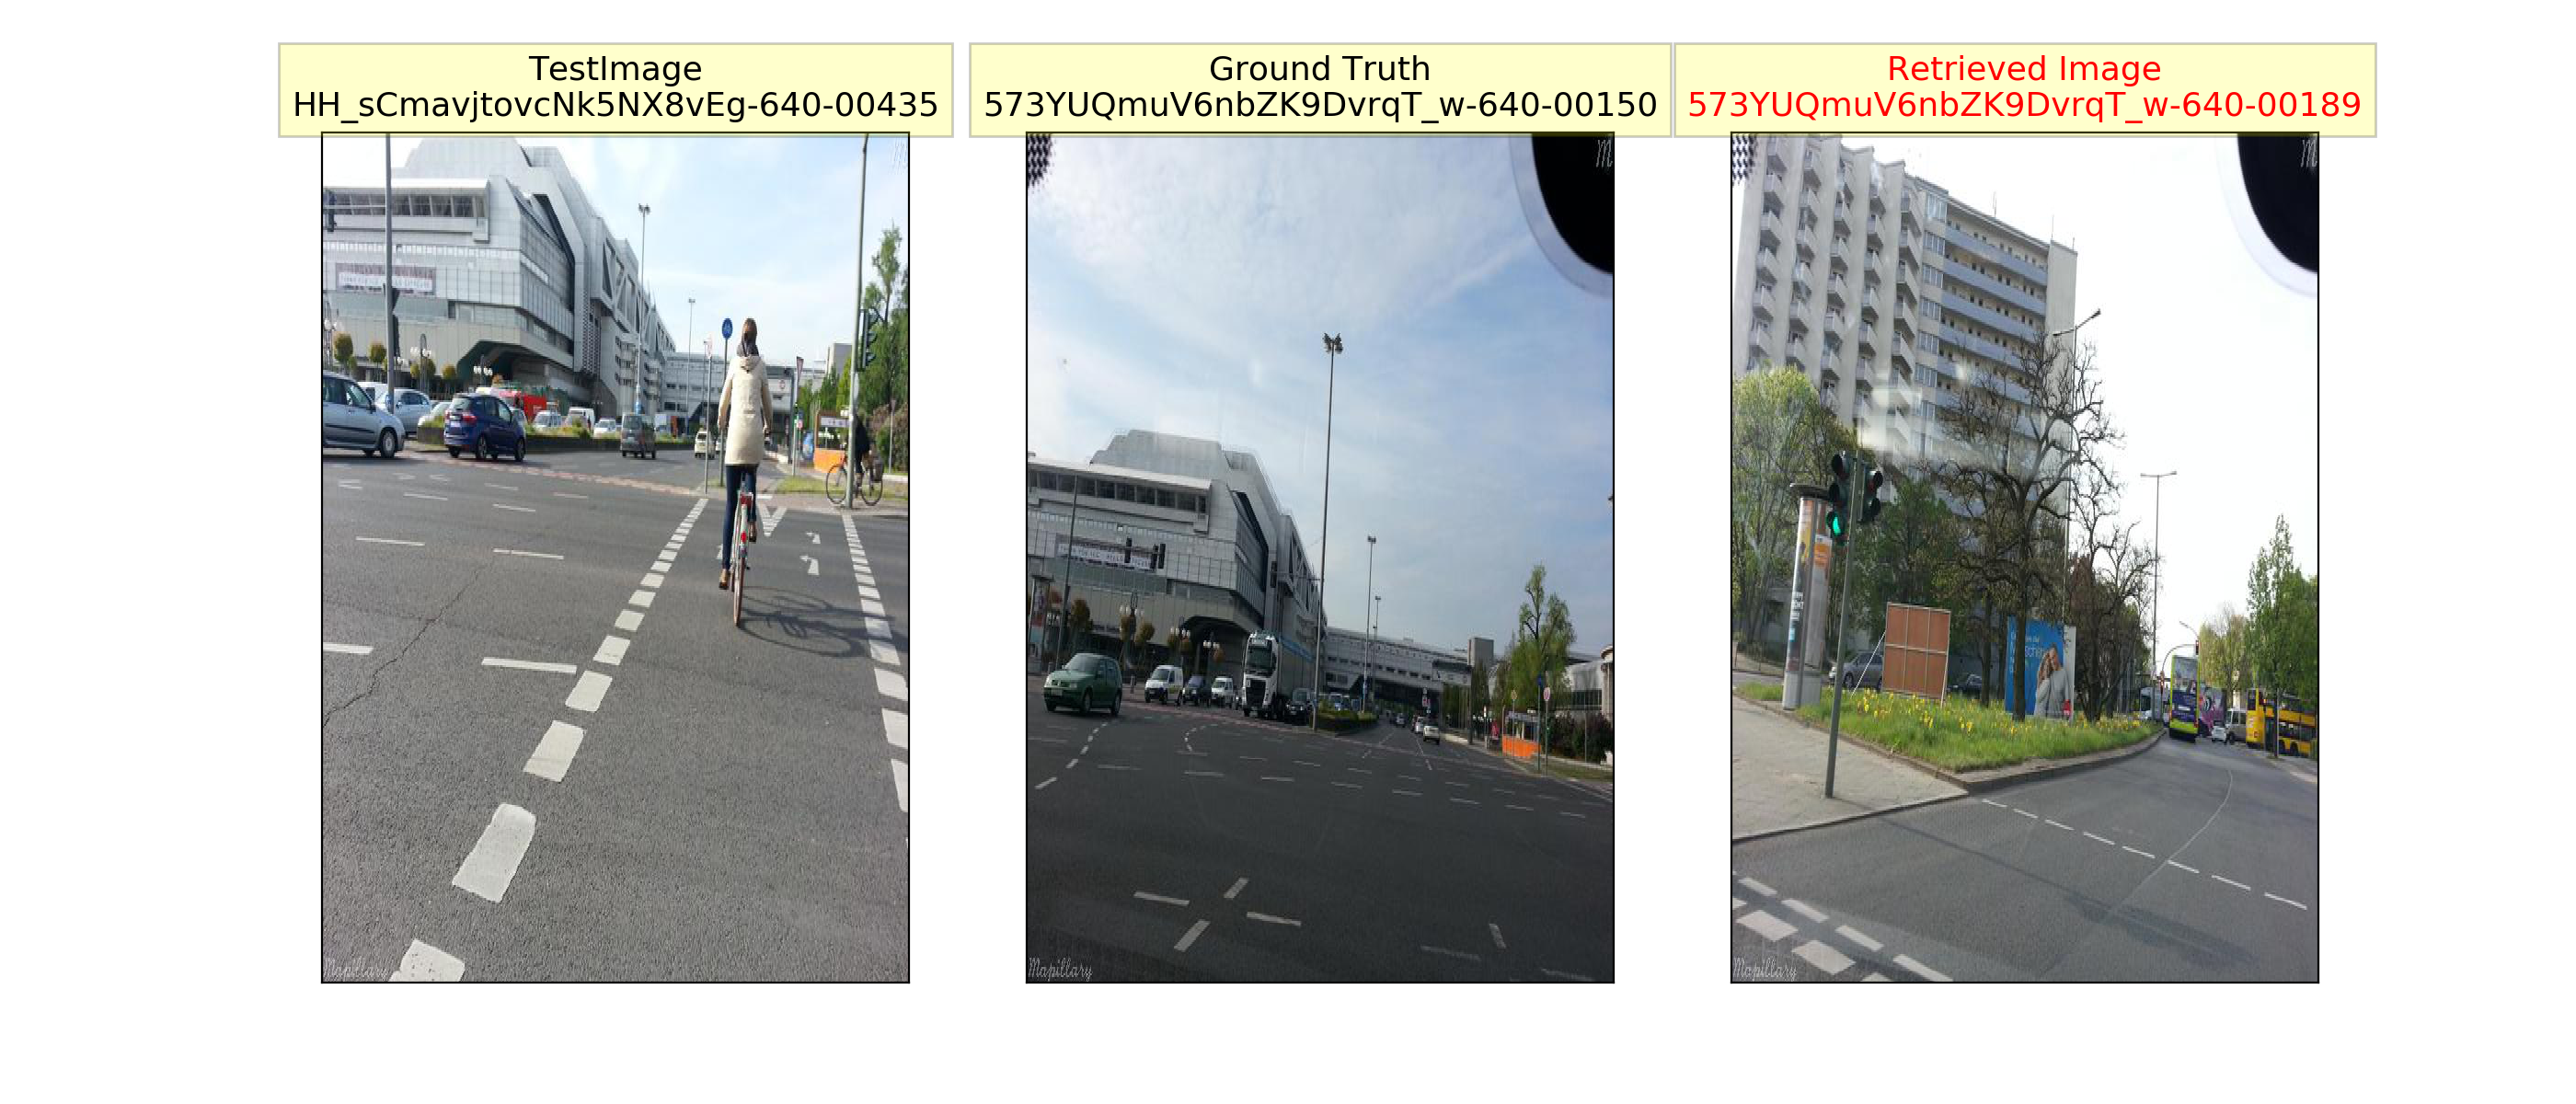 TestImage
HH_sCmavjtovcNk5NX8vEg-640-00435
Ground Truth
573YUQmuV6nbZK9DvrqT_w-640-00150
Retrieved Image
573YUQmuV6nbZK9DvrqT_w-640-00189
Mapillary
Mapillary
Mapillary